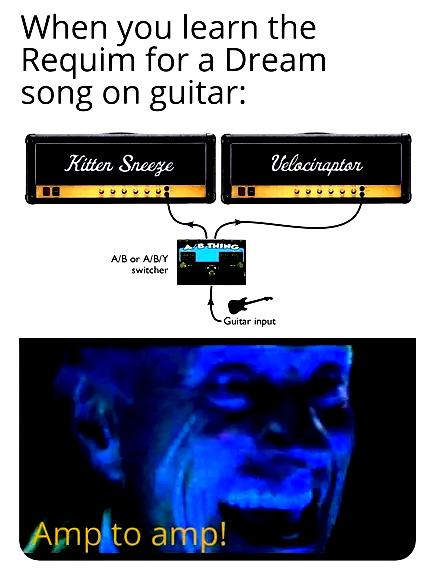 When you learn the
Requim for a Dream
song on guitar:
Kitten Sneeze
Velociraptor
A/B THING
A/B or A/B/Y
switcher
Guitar input
Amp to amp!